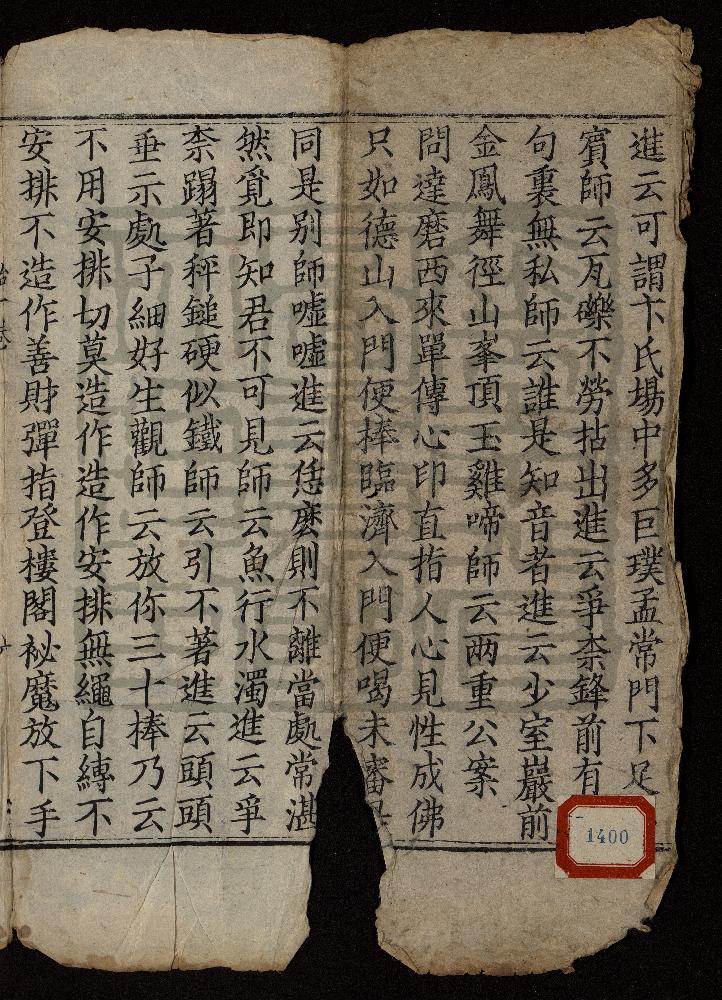 進云可謂卞氏場中多巨璞孟常門下足
賓師云瓦礫不勞拈出進云爭柰鋒前有
句裏無私師云誰是知音者進云少室巖前
金鳳舞徑山峯頂玉雞啼師云两重公案
問達磨西來單傳心印直指人心見性成佛
只如德山入門便棒臨濟入門便喝未審是
同是别師噓噓進云恁麽則不離當處常湛
然覓即知君不可見師云魚行水濁進云爭
柰蹋著秤鎚硬似鐵師云引不著進云頭頭
垂示處子細好生觀師云放你三十棒乃云
不用安排切莫造作造作安排無繩自縛不
安排不造作善財彈指登樓閣祕魔放下手
1400